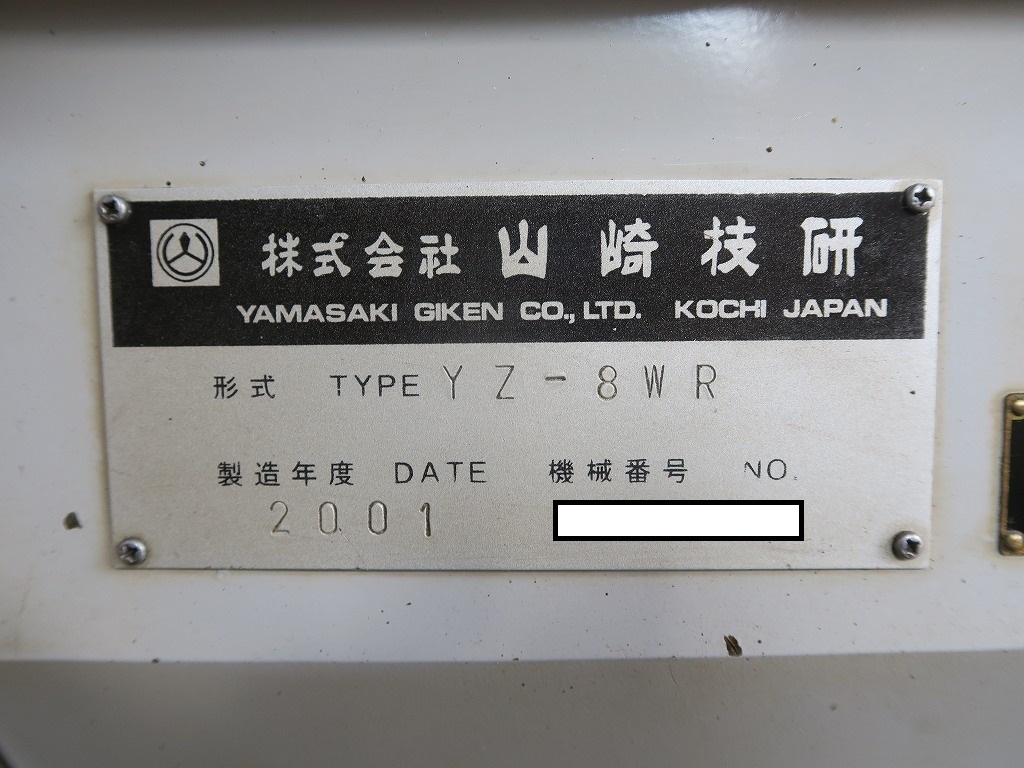 株式会社 山崎技研
YAMASAKI GIKEN CO., LTD. KOCHI JAPAN
形式 TYPE YZ-8WR
製造年度 DATE 機械番号 NO.
2001